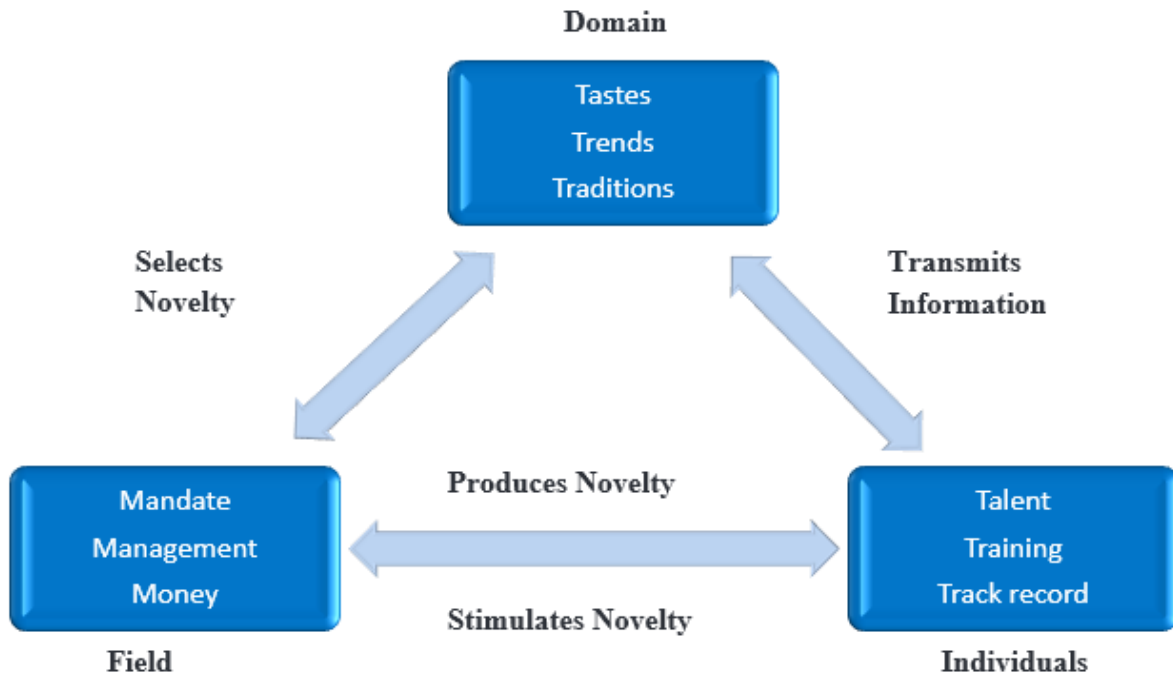 Domain
Tastes
Trends
Traditions
Selects
Novelty
Transmits
Information
Produces Novelty
Mandate
Management
Money
Talent
Training
Track record
Stimulates Novelty
Field
Individuals